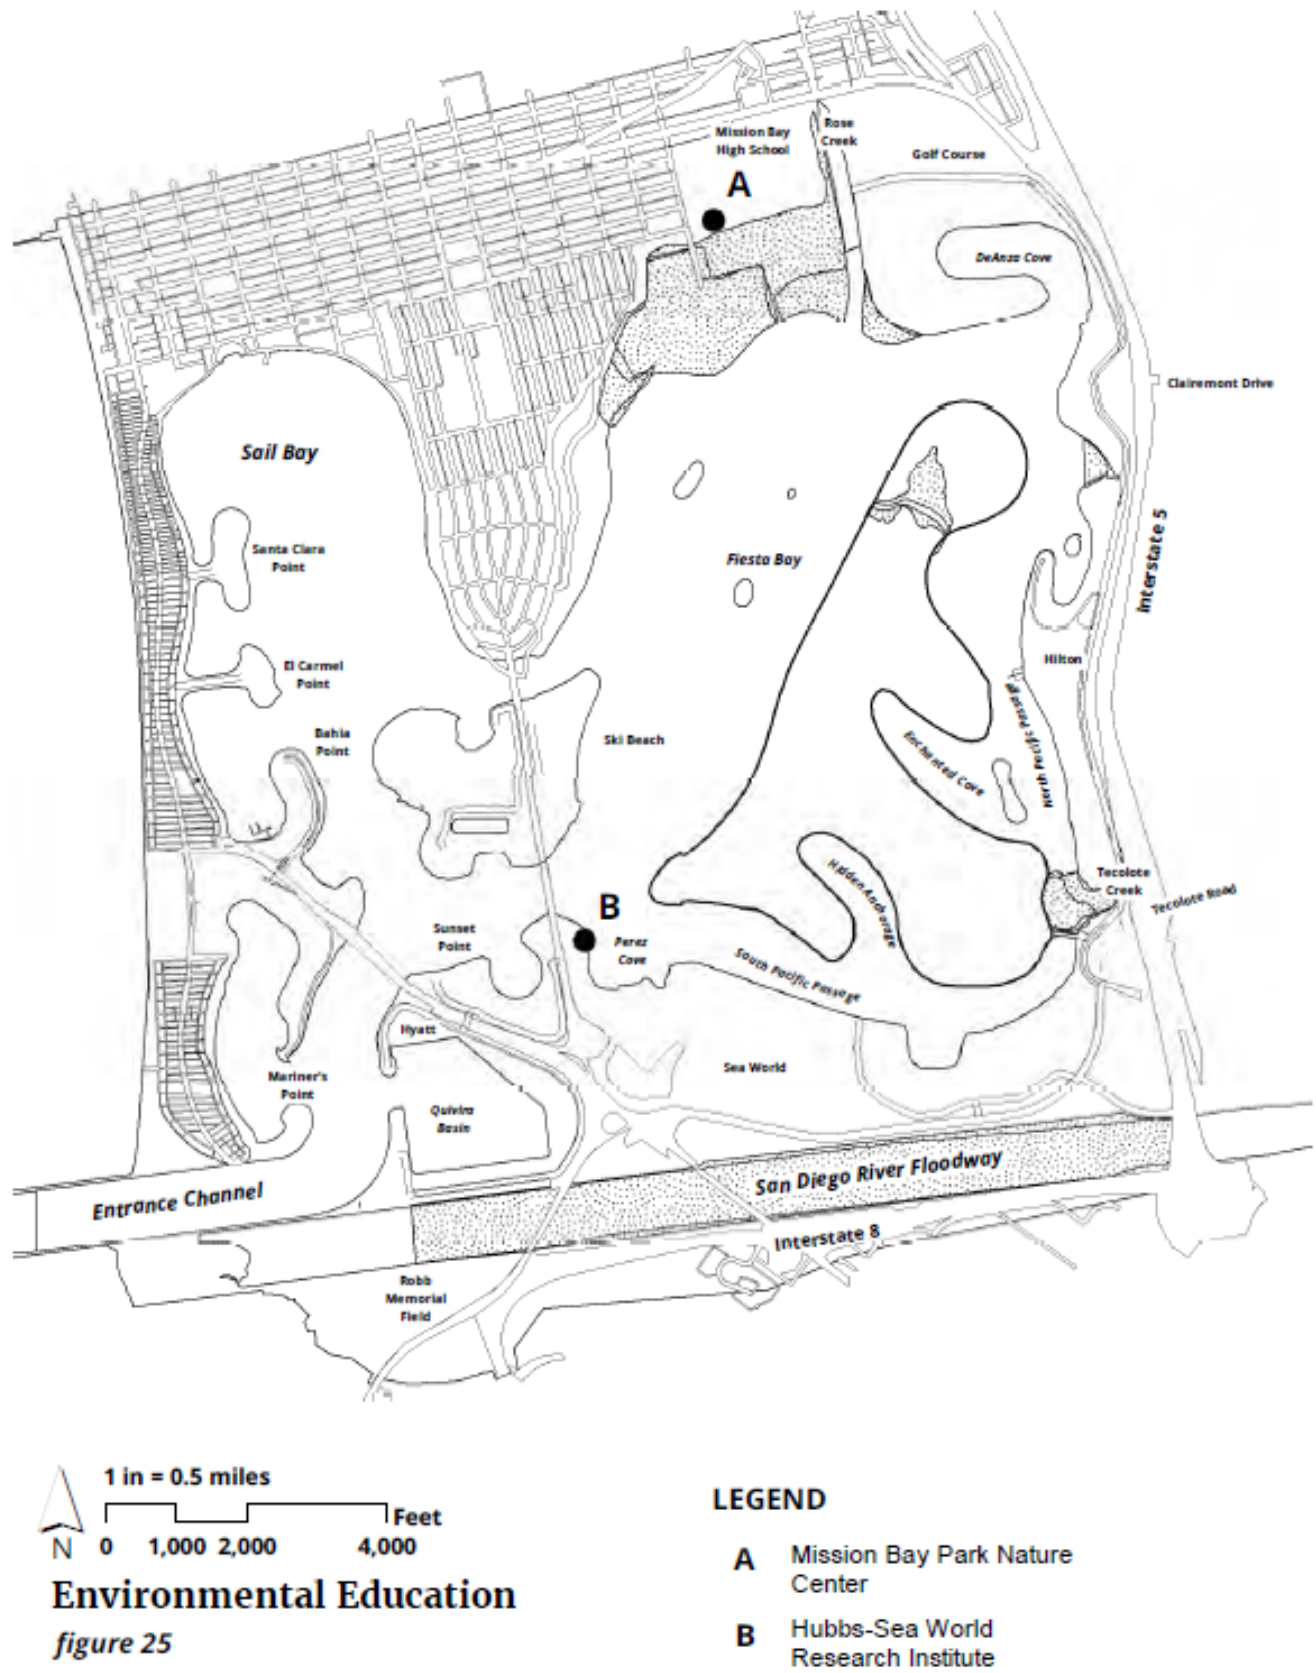 Mission Bay
High School
Rose
Creek
Golf Course
A
DeAnza Cove
Clairemont Drive
Sail Bay
Santa Clara
Point
Fiesta Bay
Interstate 5
El Carmel
Point
Hilton
North Pacific Passage
Bahia
Point
Ski Beach
Enchanted Cove
Hidden Anchorage
Tecolote
Creek
Tecolote Road
B
Sunset
Point
Perez
Cove
South Pacific Passage
Hyatt
Sea World
Mariner's
Point
Quivira
Basin
San Diego River Floodway
Entrance Channel
Interstate 8
Robb
Memorial
Field
1 in = 0.5 miles
Feet
N 0 1,000 2,000 4,000
Environmental Education
figure 25
LEGEND
A Mission Bay Park Nature
Center
B Hubbs-Sea World
Research Institute